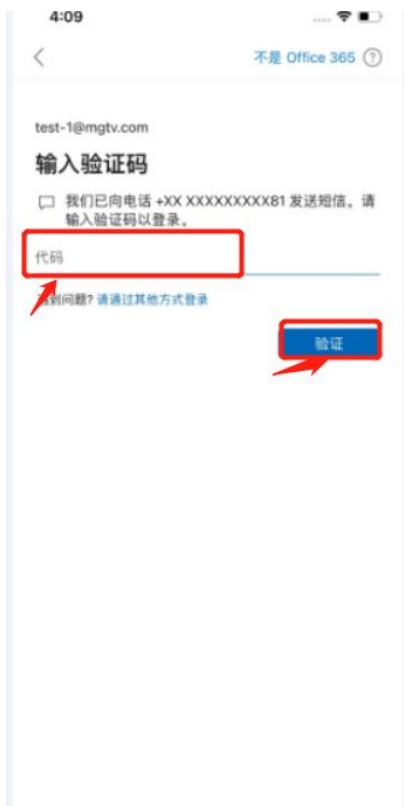 4:09
不是 Office 365 ?
test-1@mgtv.com
输入验证码
我们已向电话 +XX XXXXXXXXX81 发送短信。请
输入验证码以登录。
代码
到问题? 请通过其他方式登录
验证